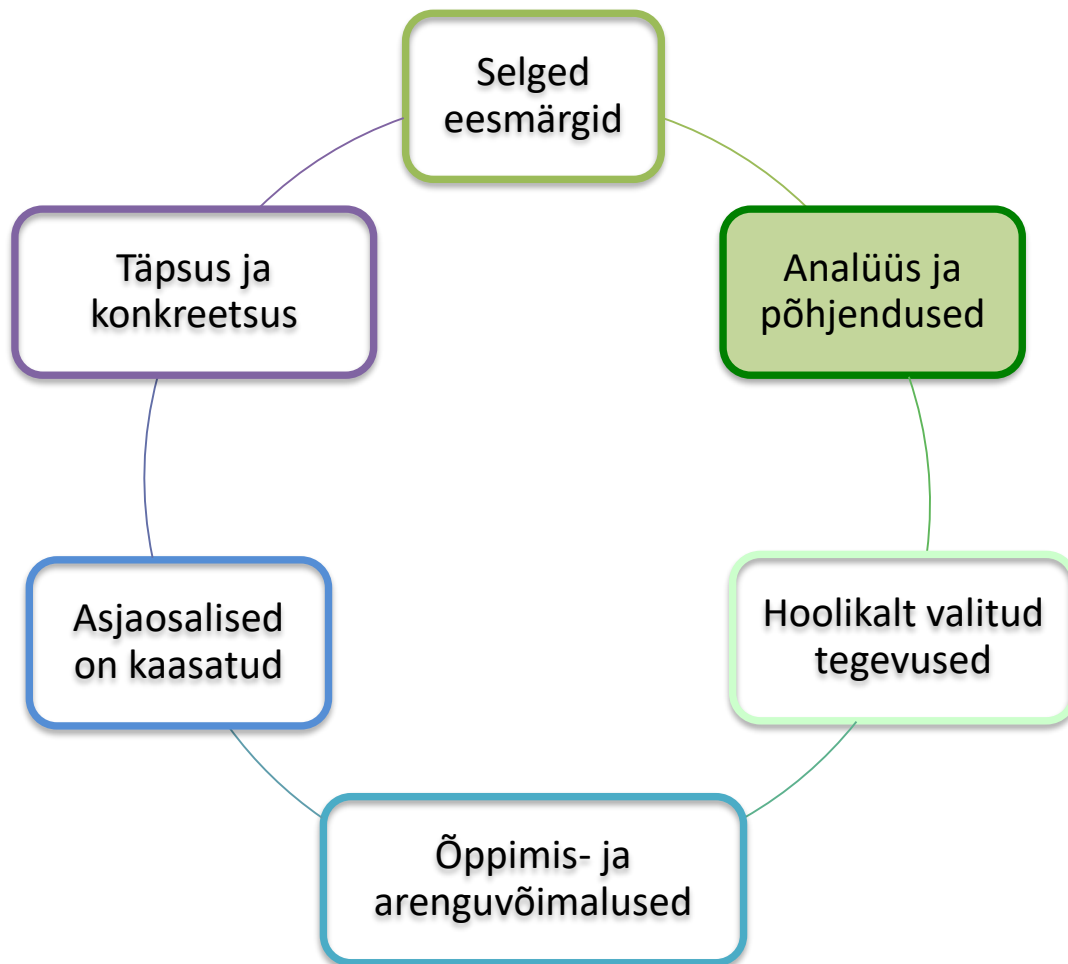 Selged
eesmärgid
Analüüs ja
põhjendused
Hoolikalt valitud
tegevused
Õppimis- ja
arenguvõimalused
Asjaosalised
on kaasatud
Täpsus ja
konkreetsus